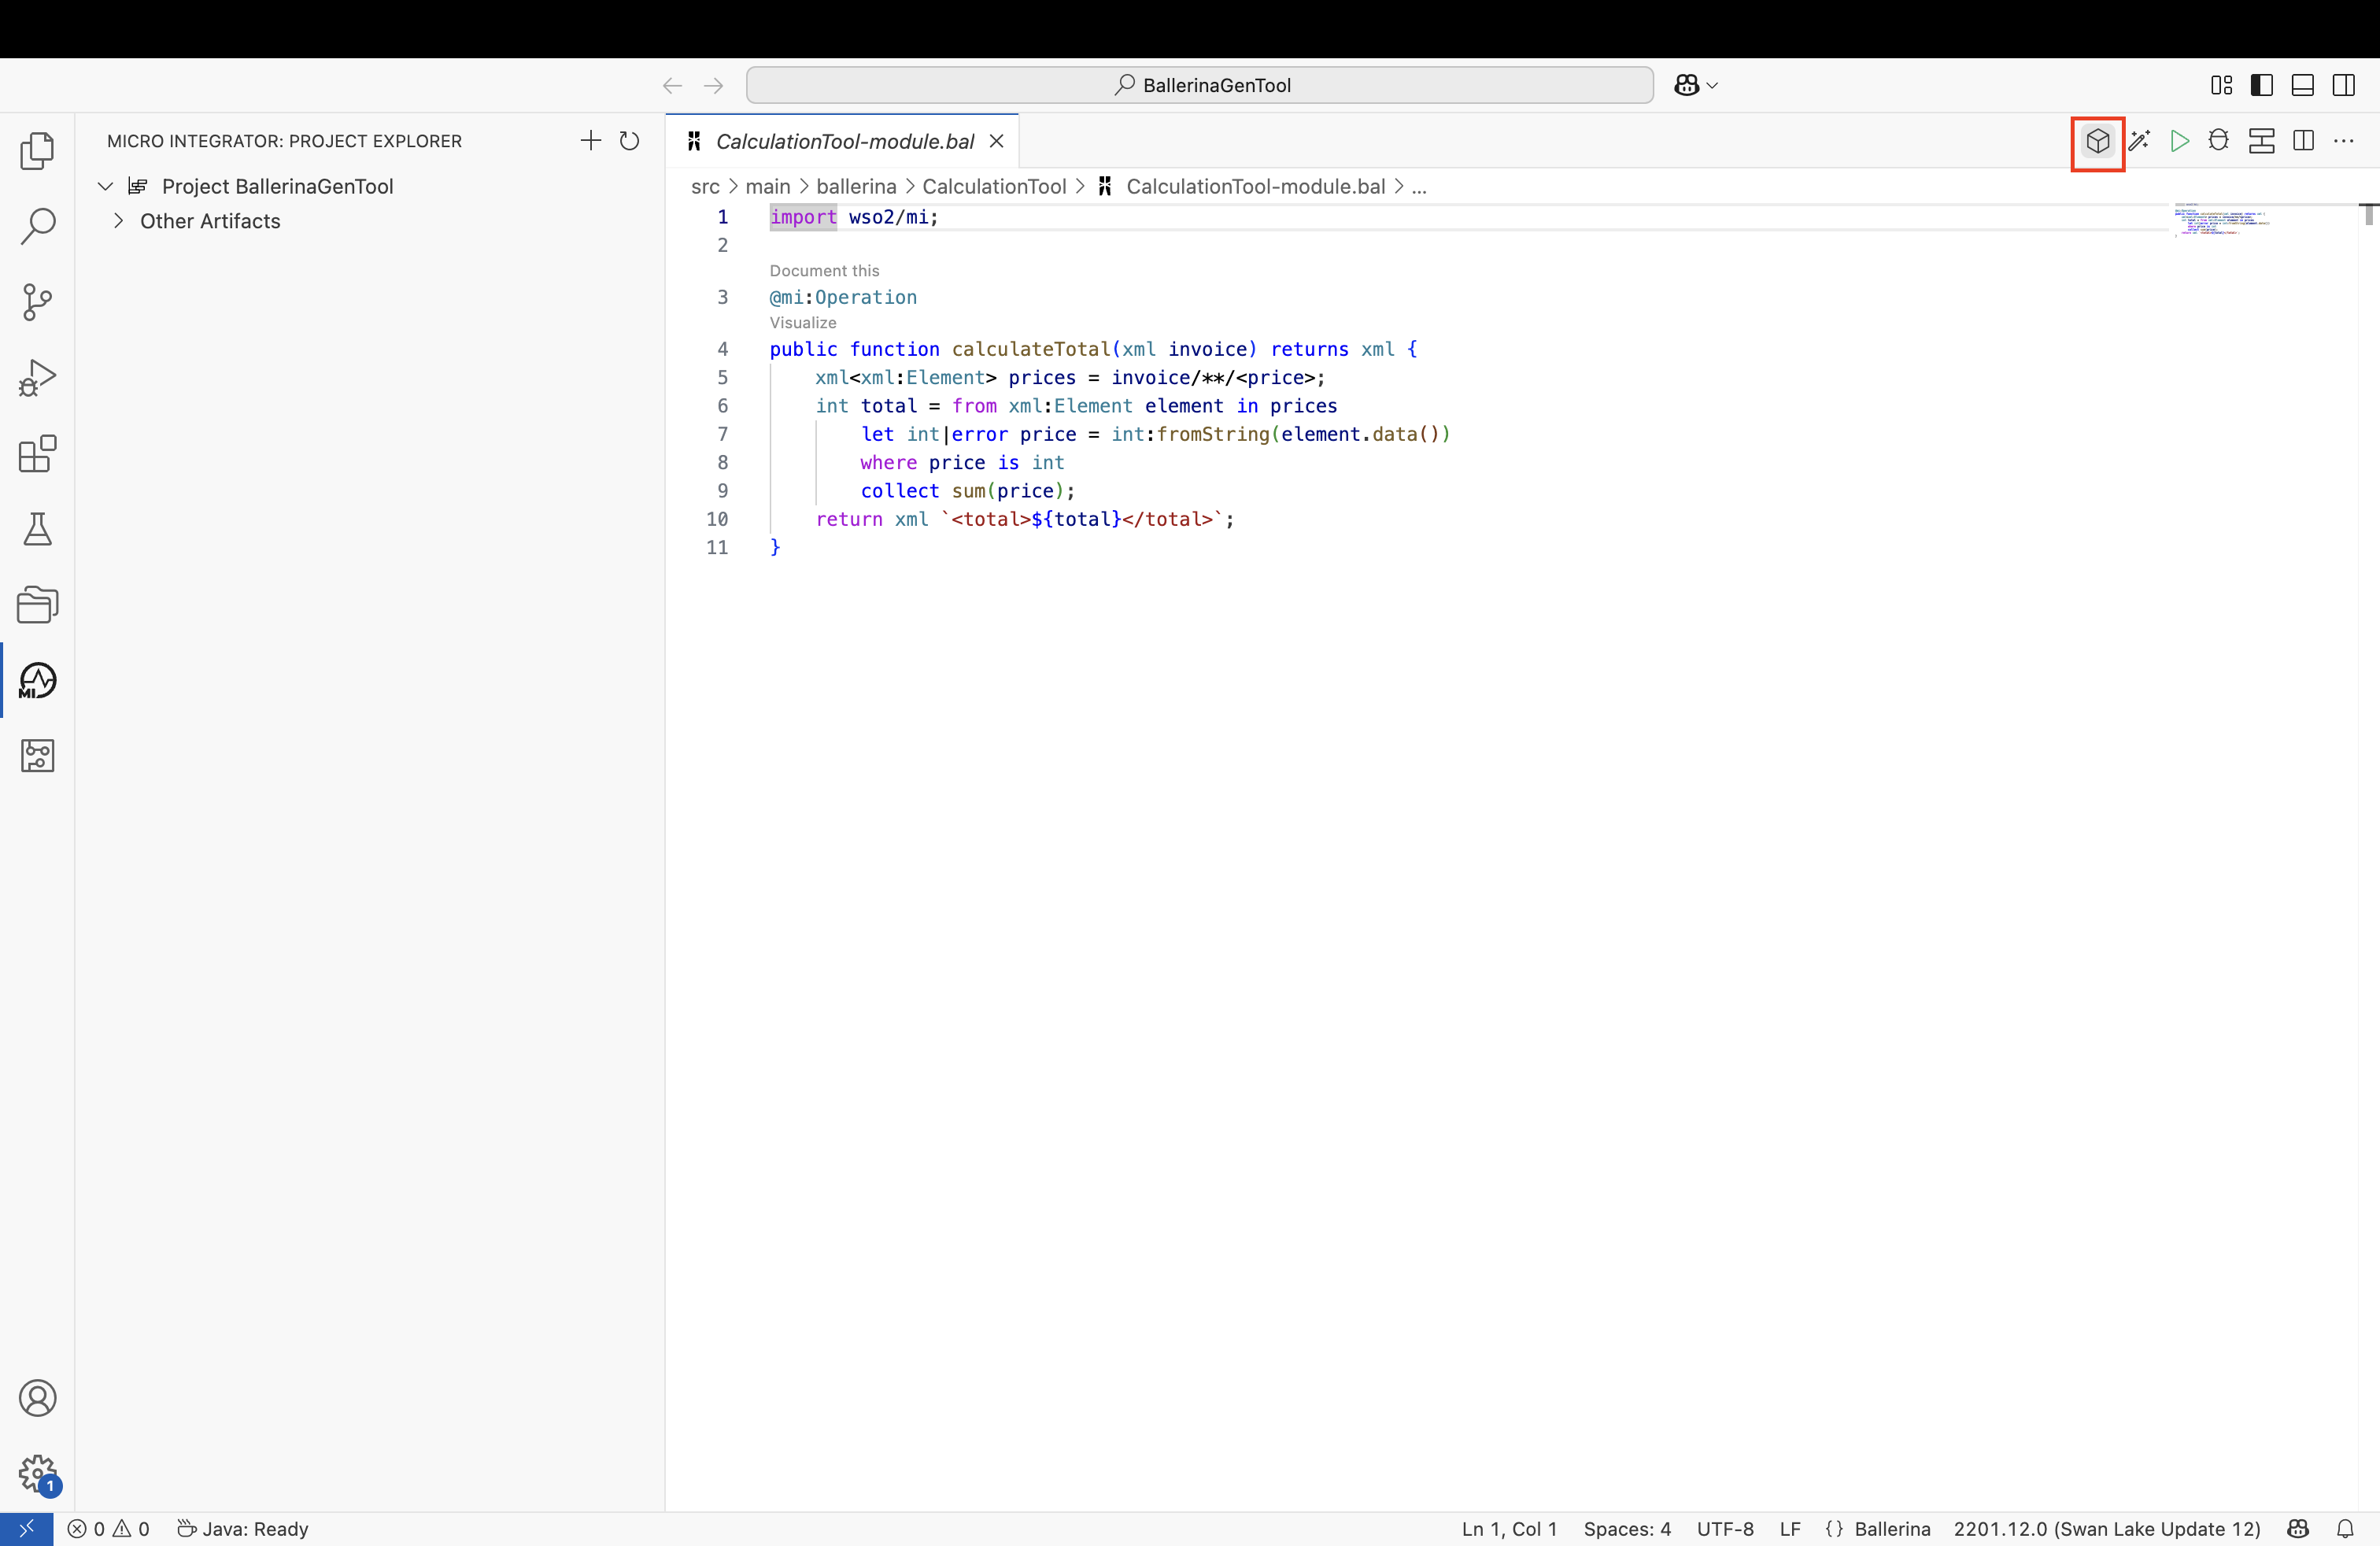 BallerinaGenTool
MICRO INTEGRATOR: PROJECT EXPLORER
Project BallerinaGenTool
Other Artifacts
CalculationTool-module.bal
src > main > ballerina > CalculationTool > CalculationTool-module.bal > ...
1 import wso2/mi;
2
Document this
3 @mi:Operation
Visualize
4 public function calculateTotal(xml invoice) returns xml {
5 xml<xml:Element> prices = invoice/**/<price>;
6 int total = from xml:Element element in prices
7 let int|error price = int:fromString(element.data())
8 where price is int
9 collect sum(price);
10 return xml `<total>${total}</total>`;
11 }
MI
1
0 0 Java: Ready
Ln 1, Col 1 Spaces: 4 UTF-8 LF {} Ballerina 2201.12.0 (Swan Lake Update 12)